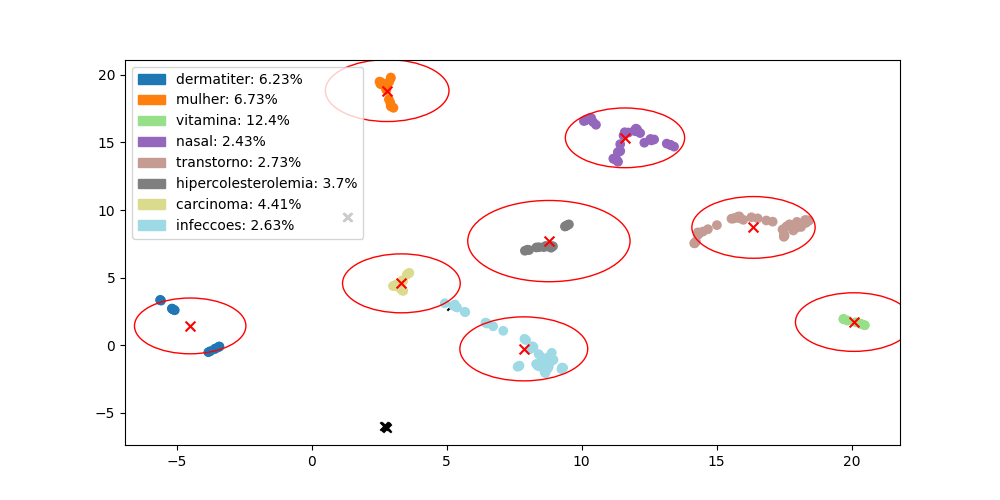 20
15
10
5
0
−5
dermatiter: 6.23%
mulher: 6.73%
vitamina: 12.4%
nasal: 2.43%
transtorno: 2.73%
hipercolesterolemia: 3.7%
carcinoma: 4.41%
infeccoes: 2.63%
−5 0 5 10 15 20